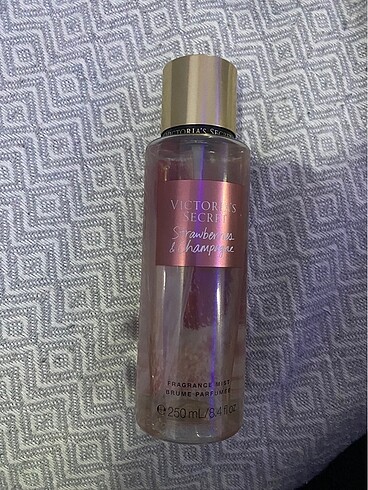 VICTORIA'S SECRET
VICTORIA'S
SECRET
Strawberries
& Champagne
FRAGRANCE MIST
BRUME PARFUMÉE
℮ 250 mL/8.4 fl oz